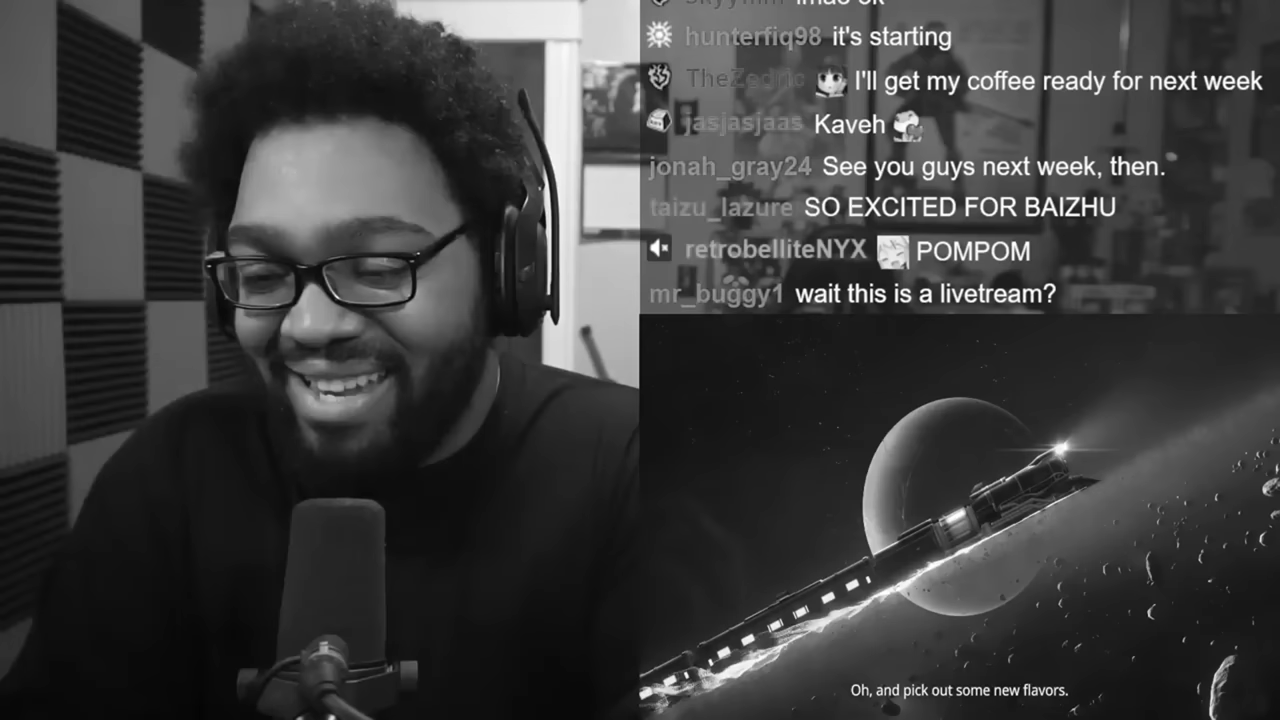 lmao ok
hunterfiq98 it's starting
I'll get my coffee ready for next week
jasjasjaas Kaveh
jonah_gray24 See you guys next week, then.
taizu_lazure SO EXCITED FOR BAIZHU
retrobelliteNYX POMPOM
mr_buggy1 wait this is a livetream?
Oh, and pick out some new flavors.